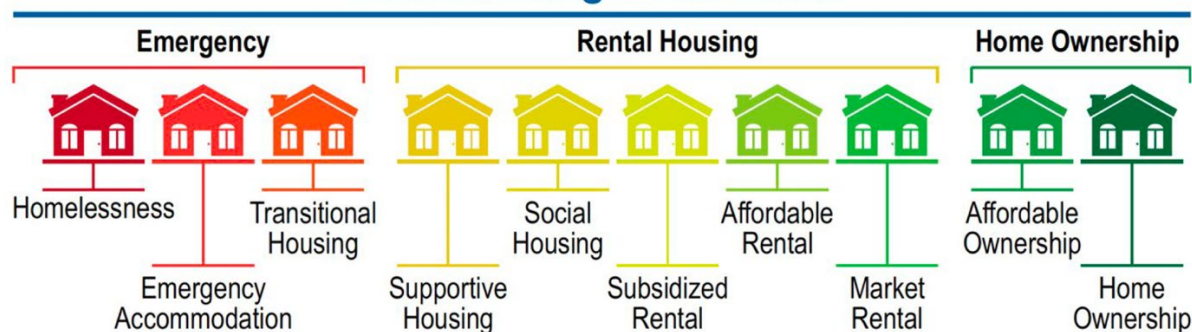 Emergency
Rental Housing
Home Ownership
Homelessness
Transitional
Housing
Social
Housing
Affordable
Rental
Affordable
Ownership
Emergency
Accommodation
Supportive
Housing
Subsidized
Rental
Market
Rental
Home
Ownership